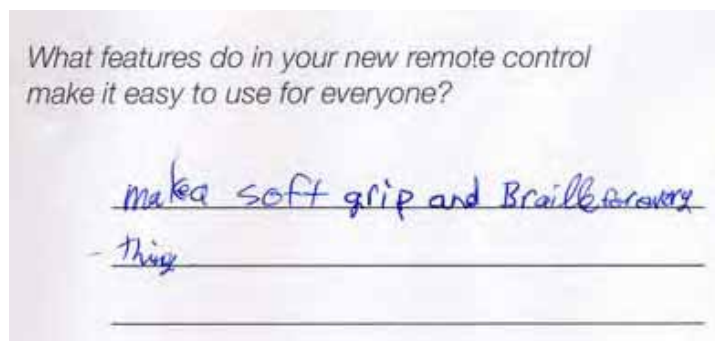 What features do in your new remote control
make it easy to use for everyone?
make a soft grip and Braille for every
thing